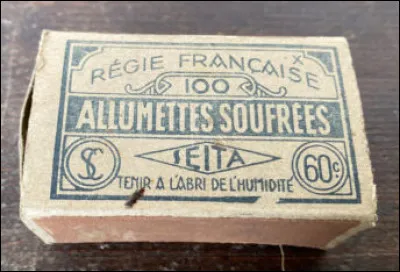 RÉGIE FRANÇAISE X
100
ALLUMETTES SOUFRÉES
SC SEITA 60c
TENIR A L'ABRI DE L'HUMIDITÉ